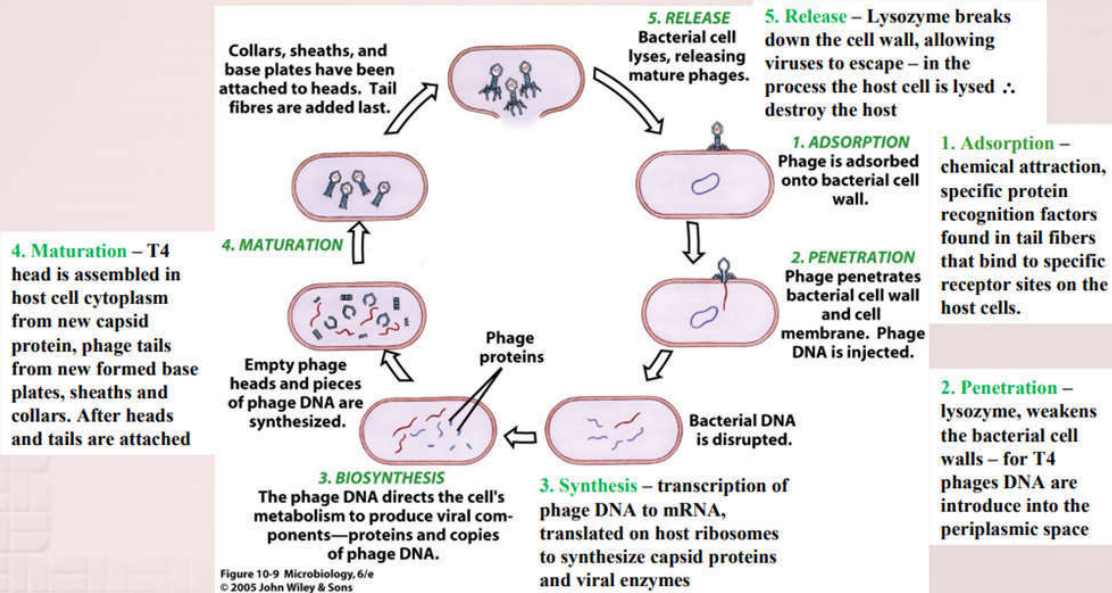 5. RELEASE
Bacterial cell
lyses, releasing
mature phages.
5. Release – Lysozyme breaks
down the cell wall, allowing
viruses to escape – in the
process the host cell is lysed ∴
destroy the host
Collars, sheaths, and
base plates have been
attached to heads. Tail
fibres are added last.
1. ADSORPTION
Phage is adsorbed
onto bacterial cell
wall.
1. Adsorption –
chemical attraction,
specific protein
recognition factors
found in tail fibers
that bind to specific
receptor sites on the
host cells.
4. MATURATION
4. Maturation – T4
head is assembled in
host cell cytoplasm
from new capsid
protein, phage tails
from new formed base
plates, sheaths and
collars. After heads
and tails are attached
2. PENETRATION
Phage penetrates
bacterial cell wall
and cell
membrane. Phage
DNA is injected.
2. Penetration –
lysozyme, weakens
the bacterial cell
walls – for T4
phages DNA are
introduce into the
periplasmic space
Phage
proteins
Empty phage
heads and pieces
of phage DNA are
synthesized.
Bacterial DNA
is disrupted.
3. BIOSYNTHESIS
The phage DNA directs the cell's
metabolism to produce viral com-
ponents—proteins and copies
of phage DNA.
3. Synthesis – transcription of
phage DNA to mRNA,
translated on host ribosomes
to synthesize capsid proteins
and viral enzymes
Figure 10-9 Microbiology, 6/e
© 2005 John Wiley & Sons